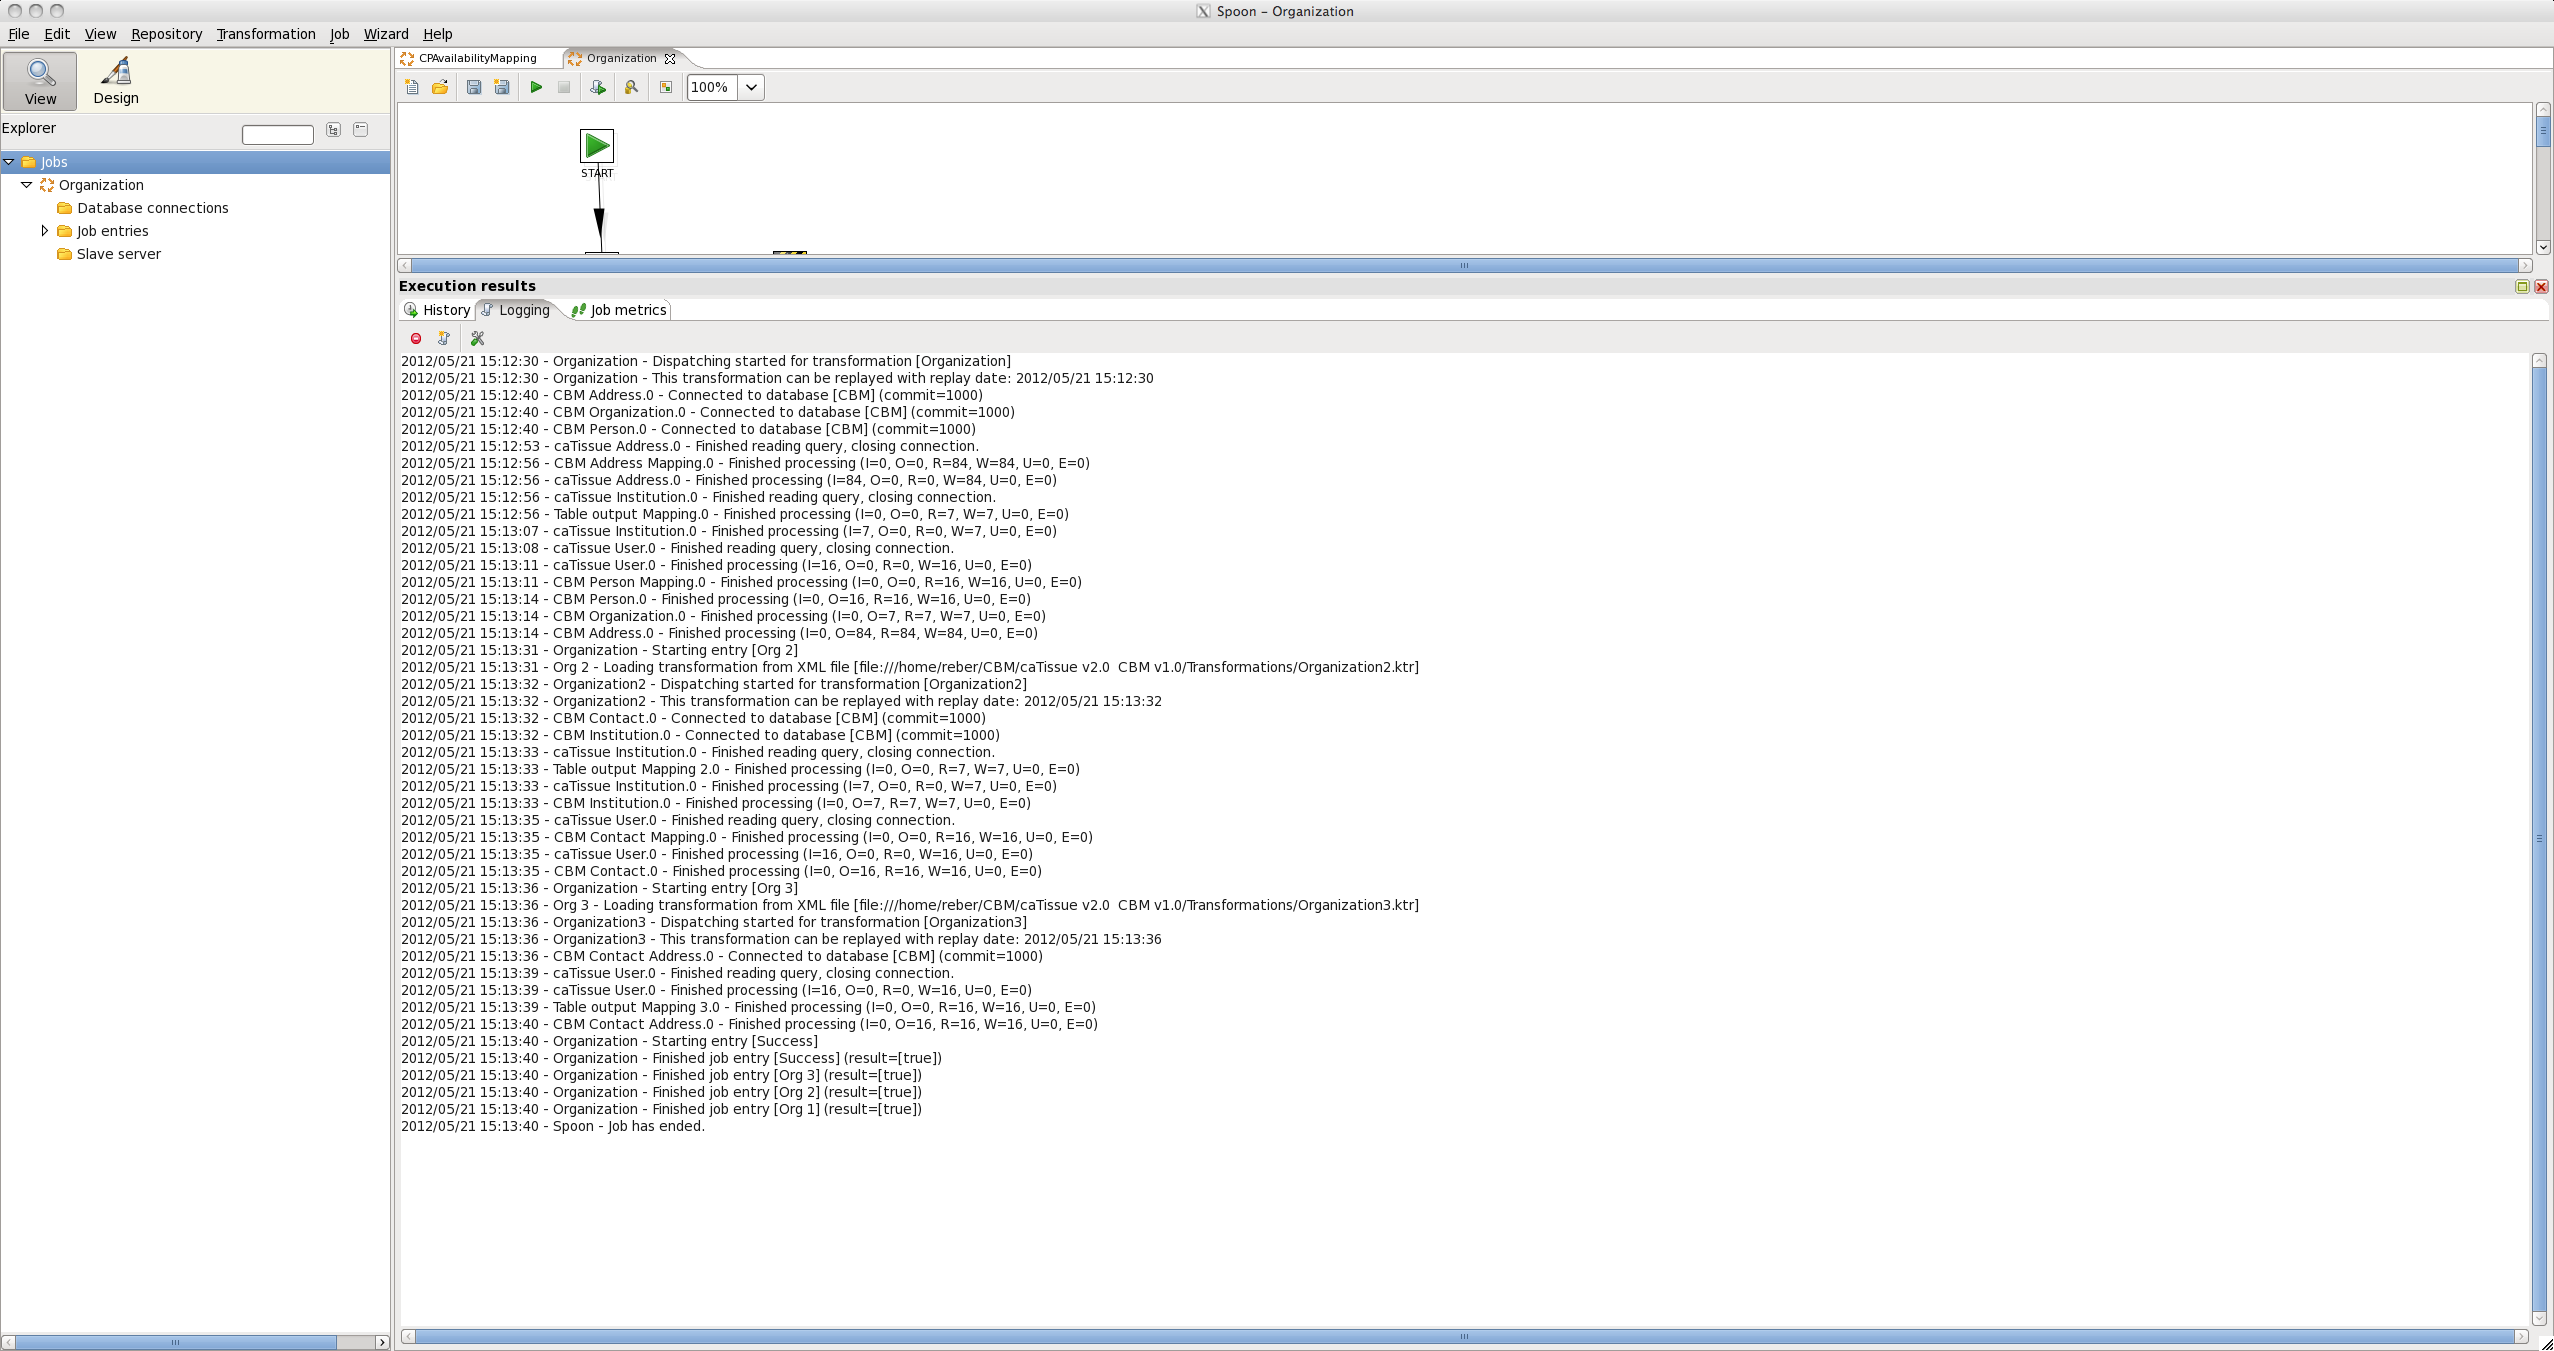 Spoon – Organization
File Edit View Repository Transformation Job Wizard Help
View Design
Explorer
Jobs
Organization
Database connections
Job entries
Slave server
CPAvailabilityMapping Organization
100%
START
Execution results
History Logging Job metrics
2012/05/21 15:12:30 - Organization - Dispatching started for transformation [Organization]
2012/05/21 15:12:30 - Organization - This transformation can be replayed with replay date: 2012/05/21 15:12:30
2012/05/21 15:12:40 - CBM Address.0 - Connected to database [CBM] (commit=1000)
2012/05/21 15:12:40 - CBM Organization.0 - Connected to database [CBM] (commit=1000)
2012/05/21 15:12:40 - CBM Person.0 - Connected to database [CBM] (commit=1000)
2012/05/21 15:12:53 - caTissue Address.0 - Finished reading query, closing connection.
2012/05/21 15:12:56 - CBM Address Mapping.0 - Finished processing (I=0, O=0, R=84, W=84, U=0, E=0)
2012/05/21 15:12:56 - caTissue Address.0 - Finished processing (I=84, O=0, R=0, W=84, U=0, E=0)
2012/05/21 15:12:56 - caTissue Institution.0 - Finished reading query, closing connection.
2012/05/21 15:12:56 - Table output Mapping.0 - Finished processing (I=0, O=0, R=7, W=7, U=0, E=0)
2012/05/21 15:13:07 - caTissue Institution.0 - Finished processing (I=7, O=0, R=0, W=7, U=0, E=0)
2012/05/21 15:13:08 - caTissue User.0 - Finished reading query, closing connection.
2012/05/21 15:13:11 - caTissue User.0 - Finished processing (I=16, O=0, R=0, W=16, U=0, E=0)
2012/05/21 15:13:11 - CBM Person Mapping.0 - Finished processing (I=0, O=0, R=16, W=16, U=0, E=0)
2012/05/21 15:13:14 - CBM Person.0 - Finished processing (I=0, O=16, R=16, W=16, U=0, E=0)
2012/05/21 15:13:14 - CBM Organization.0 - Finished processing (I=0, O=7, R=7, W=7, U=0, E=0)
2012/05/21 15:13:14 - CBM Address.0 - Finished processing (I=0, O=84, R=84, W=84, U=0, E=0)
2012/05/21 15:13:31 - Organization - Starting entry [Org 2]
2012/05/21 15:13:31 - Org 2 - Loading transformation from XML file [file:///home/reber/CBM/caTissue v2.0  CBM v1.0/Transformations/Organization2.ktr]
2012/05/21 15:13:32 - Organization2 - Dispatching started for transformation [Organization2]
2012/05/21 15:13:32 - Organization2 - This transformation can be replayed with replay date: 2012/05/21 15:13:32
2012/05/21 15:13:32 - CBM Contact.0 - Connected to database [CBM] (commit=1000)
2012/05/21 15:13:32 - CBM Institution.0 - Connected to database [CBM] (commit=1000)
2012/05/21 15:13:33 - caTissue Institution.0 - Finished reading query, closing connection.
2012/05/21 15:13:33 - Table output Mapping 2.0 - Finished processing (I=0, O=0, R=7, W=7, U=0, E=0)
2012/05/21 15:13:33 - caTissue Institution.0 - Finished processing (I=7, O=0, R=0, W=7, U=0, E=0)
2012/05/21 15:13:33 - CBM Institution.0 - Finished processing (I=0, O=7, R=7, W=7, U=0, E=0)
2012/05/21 15:13:35 - caTissue User.0 - Finished reading query, closing connection.
2012/05/21 15:13:35 - CBM Contact Mapping.0 - Finished processing (I=0, O=0, R=16, W=16, U=0, E=0)
2012/05/21 15:13:35 - caTissue User.0 - Finished processing (I=16, O=0, R=0, W=16, U=0, E=0)
2012/05/21 15:13:35 - CBM Contact.0 - Finished processing (I=0, O=16, R=16, W=16, U=0, E=0)
2012/05/21 15:13:36 - Organization - Starting entry [Org 3]
2012/05/21 15:13:36 - Org 3 - Loading transformation from XML file [file:///home/reber/CBM/caTissue v2.0  CBM v1.0/Transformations/Organization3.ktr]
2012/05/21 15:13:36 - Organization3 - Dispatching started for transformation [Organization3]
2012/05/21 15:13:36 - Organization3 - This transformation can be replayed with replay date: 2012/05/21 15:13:36
2012/05/21 15:13:36 - CBM Contact Address.0 - Connected to database [CBM] (commit=1000)
2012/05/21 15:13:39 - caTissue User.0 - Finished reading query, closing connection.
2012/05/21 15:13:39 - caTissue User.0 - Finished processing (I=16, O=0, R=0, W=16, U=0, E=0)
2012/05/21 15:13:39 - Table output Mapping 3.0 - Finished processing (I=0, O=0, R=16, W=16, U=0, E=0)
2012/05/21 15:13:40 - CBM Contact Address.0 - Finished processing (I=0, O=16, R=16, W=16, U=0, E=0)
2012/05/21 15:13:40 - Organization - Starting entry [Success]
2012/05/21 15:13:40 - Organization - Finished job entry [Success] (result=[true])
2012/05/21 15:13:40 - Organization - Finished job entry [Org 3] (result=[true])
2012/05/21 15:13:40 - Organization - Finished job entry [Org 2] (result=[true])
2012/05/21 15:13:40 - Organization - Finished job entry [Org 1] (result=[true])
2012/05/21 15:13:40 - Spoon - Job has ended.